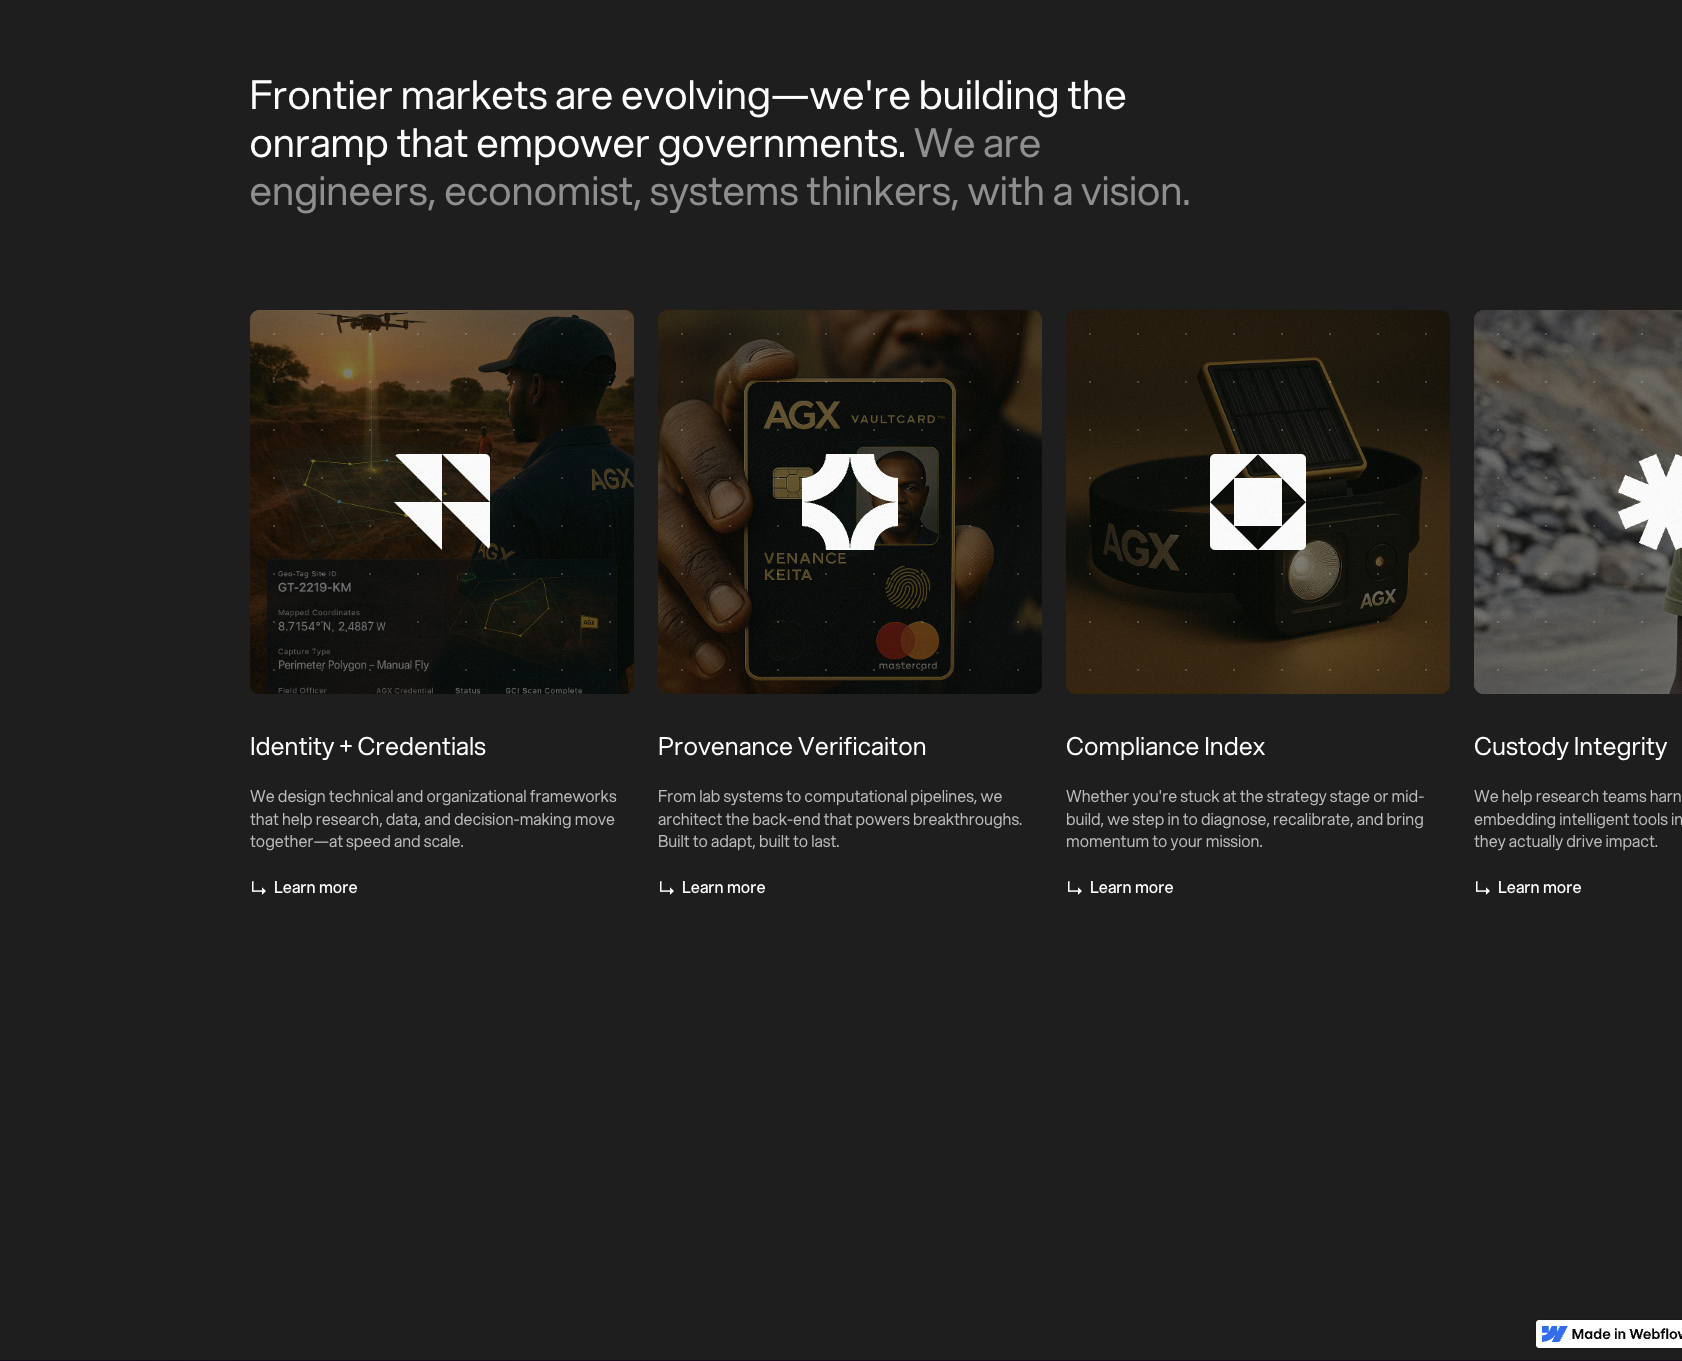 Frontier markets are evolving—we're building the
onramp that empower governments. We are
engineers, economist, systems thinkers, with a vision.
AGX
AGX
Geo-Tag Site ID
GT-2219-KM
Mapped Coordinates
8.7154° N, 2,4887 W
AGX
Capture Type
Perimeter Polygon – Manual Fly
Field Officer
AGX Credential
Status
GCI Scan Complete
AGX VAULTCARD
VENANCE
KEITA
mastercard
AGX
AGX
Identity + Credentials
We design technical and organizational frameworks
that help research, data, and decision-making move
together—at speed and scale.
Learn more
Provenance Verificaiton
From lab systems to computational pipelines, we
architect the back-end that powers breakthroughs.
Built to adapt, built to last.
Learn more
Compliance Index
Whether you're stuck at the strategy stage or mid-
build, we step in to diagnose, recalibrate, and bring
momentum to your mission.
Learn more
Custody Integrity
We help research teams harn
embedding intelligent tools in
they actually drive impact.
Learn more
Made in Webflow